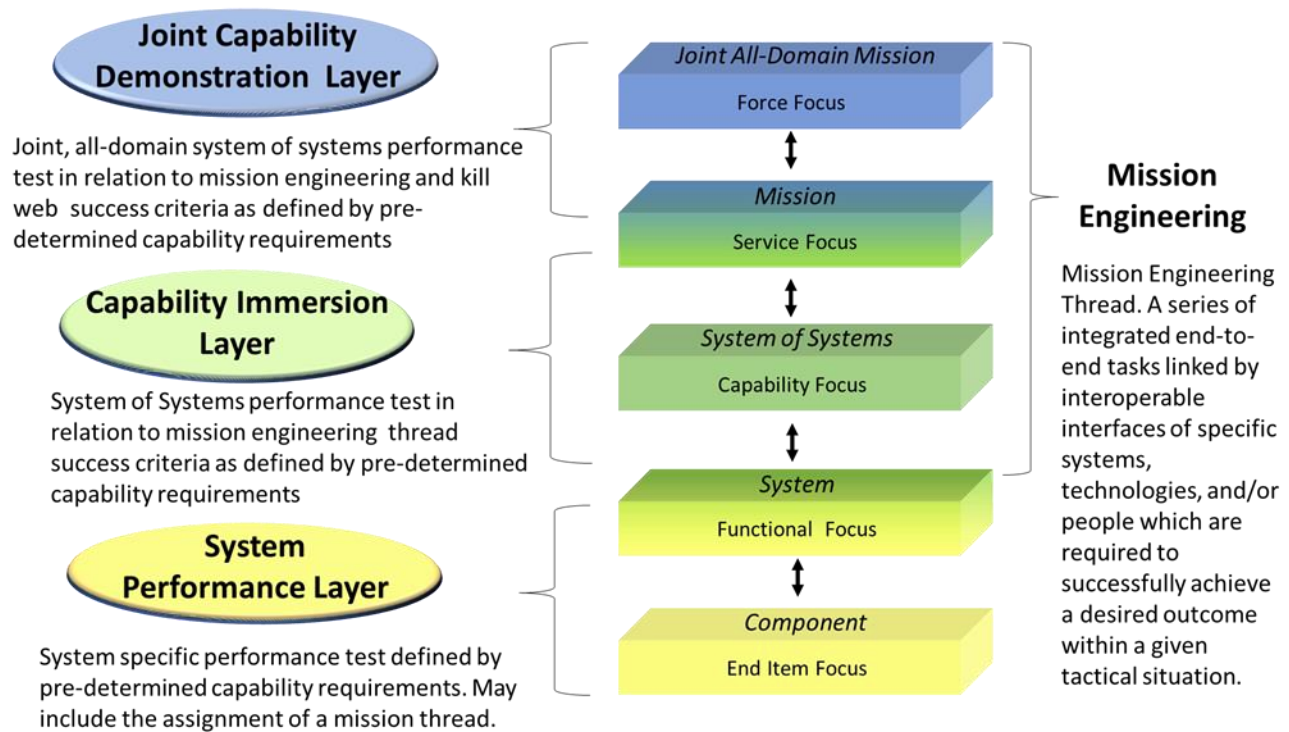 Joint Capability
Demonstration Layer
Joint, all-domain system of systems performance
test in relation to mission engineering and kill
web success criteria as defined by pre-
determined capability requirements
Capability Immersion
Layer
System of Systems performance test in
relation to mission engineering thread
success criteria as defined by pre-determined
capability requirements
System
Performance Layer
System specific performance test defined by
pre-determined capability requirements. May
include the assignment of a mission thread.
Joint All-Domain Mission
Force Focus
Mission
Service Focus
System of Systems
Capability Focus
System
Functional Focus
Component
End Item Focus
Mission
Engineering
Mission Engineering
Thread. A series of
integrated end-to-
end tasks linked by
interoperable
interfaces of specific
systems,
technologies, and/or
people which are
required to
successfully achieve
a desired outcome
within a given
tactical situation.